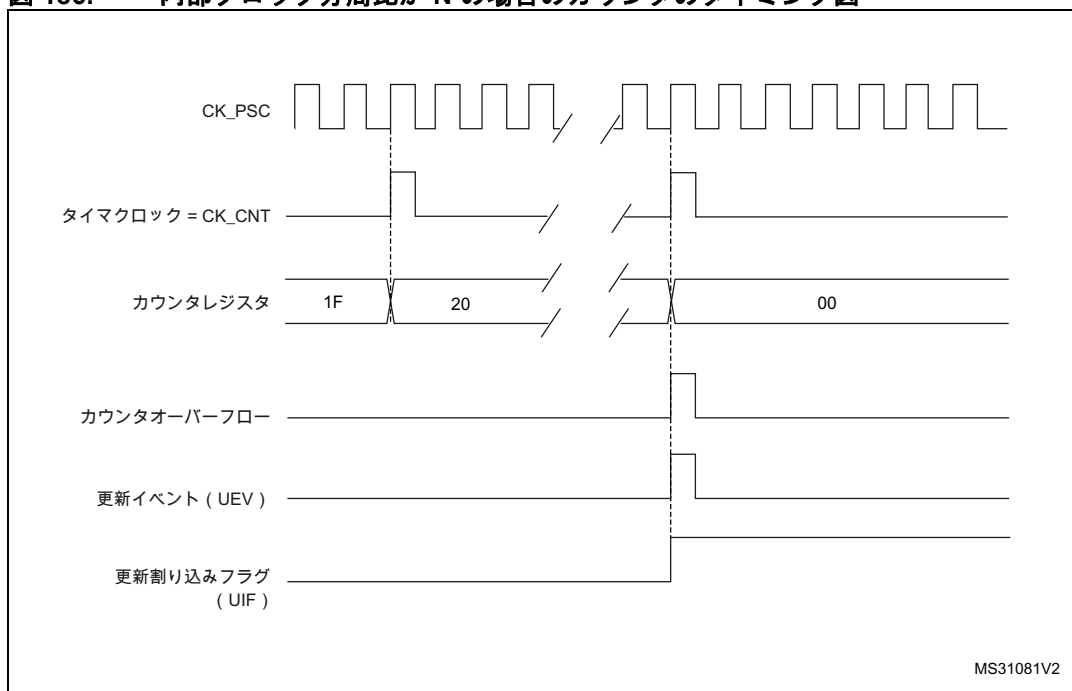 CK_PSC
タイマクロック = CK_CNT
カウンタレジスタ 1F 20 00
カウンタオーバーフロー
更新イベント ( UEV )
更新割り込みフラグ
( UIF )
MS31081V2